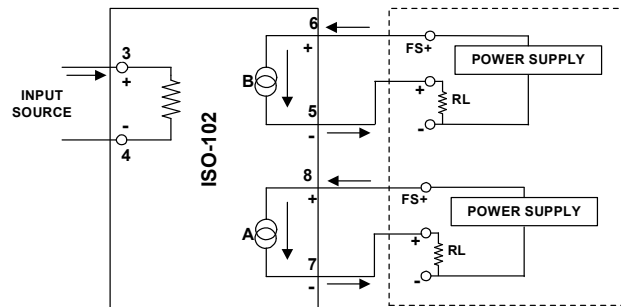 6
+
FS+
POWER SUPPLY
3
+
B
+
RL
INPUT
SOURCE
5
-
-
-
4
ISO-102
8
+
FS+
POWER SUPPLY
A
+
RL
7
-
-